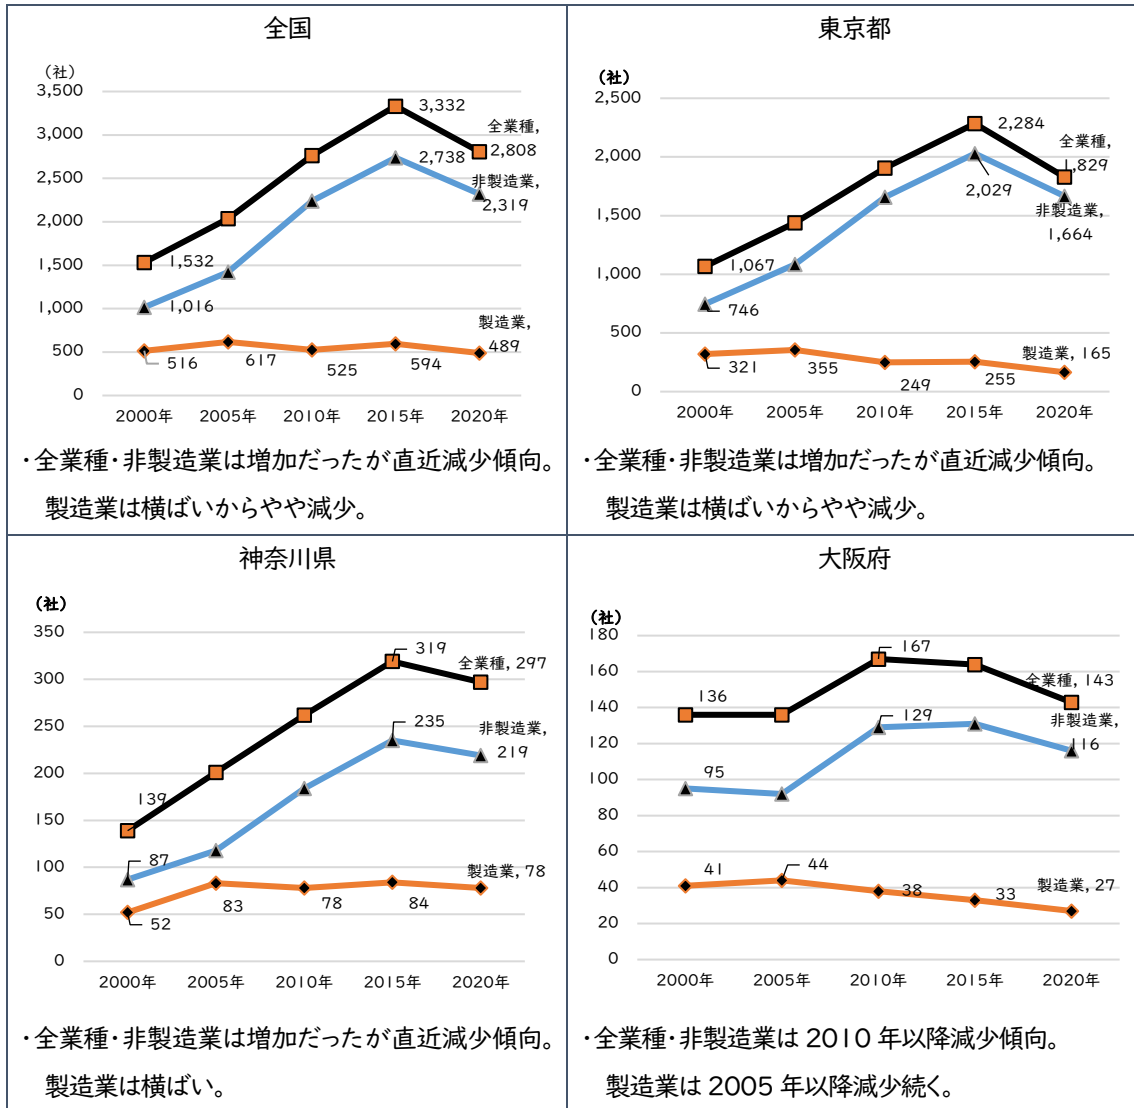 全国
(社)
3,500
3,000
2,500
2,000
1,500
1,000
500
0
3,332
全業種,
2,808
2,738
非製造業,
2,319
1,532
1,016
製造業,
489
516
617
525
594
2000年 2005年 2010年 2015年 2020年
・全業種・非製造業は増加だったが直近減少傾向。
製造業は横ばいからやや減少。
東京都
(社)
2,500
2,000
1,500
1,000
500
0
2,284
全業種,
1,829
2,029
非製造業,
1,664
1,067
746
製造業, 165
321
355
249
255
2000年 2005年 2010年 2015年 2020年
・全業種・非製造業は増加だったが直近減少傾向。
製造業は横ばいからやや減少。
神奈川県
(社)
350
300
250
200
150
100
50
0
319
全業種, 297
235
非製造業,
219
139
87
製造業, 78
52
83
78
84
2000年 2005年 2010年 2015年 2020年
・全業種・非製造業は増加だったが直近減少傾向。
製造業は横ばい。
大阪府
(社)
180
160
140
120
100
80
60
40
20
0
167
全業種, 143
136
129
非製造業,
116
95
41
44
38
33
製造業, 27
2000年 2005年 2010年 2015年 2020年
・全業種・非製造業は 2010 年以降減少傾向。
製造業は 2005 年以降減少続く。